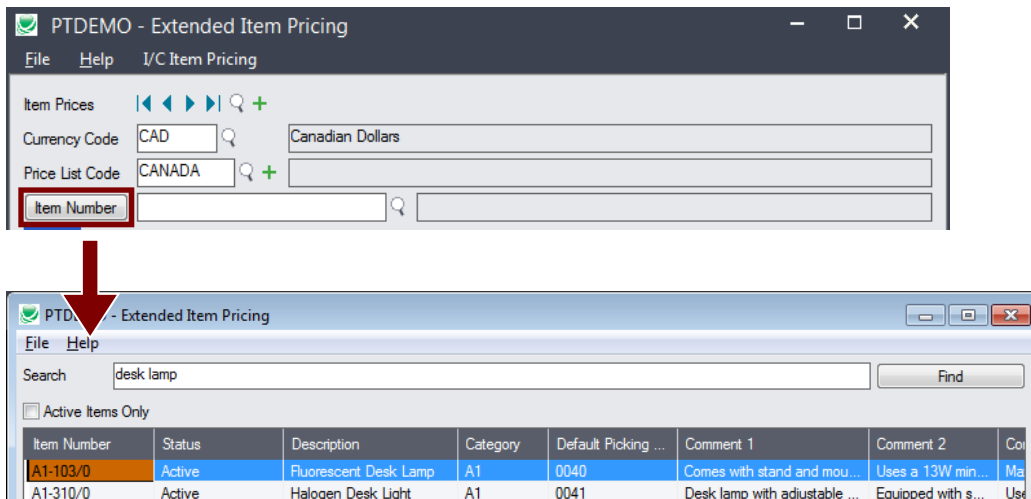 PTDEMO - Extended Item Pricing
File Help I/C Item Pricing
Item Prices
Currency Code CAD Canadian Dollars
Price List Code CANADA
Item Number
- Extended Item Pricing
File Help
Search desk lamp Find
Active Items Only
Item Number Status Description Category Default Picking ... Comment 1 Comment 2
A1-103/0 Active Fluorescent Desk Lamp A1 0040 Comes with stand and mou... Uses a 13W min...
A1-310/0 Active Halogen Desk Light A1 0041 Desk lamp with adjustable ... Equipped with s...